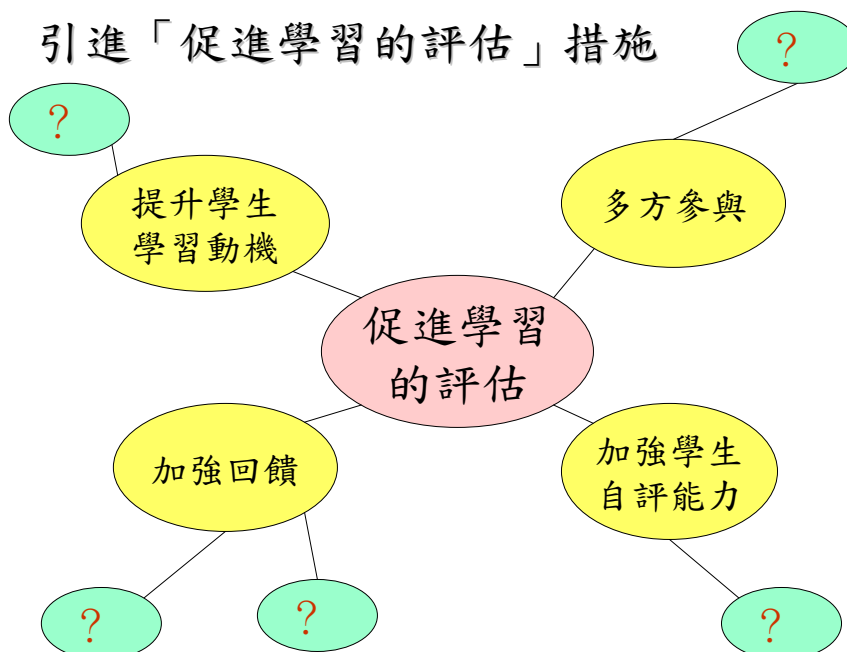 引進「促進學習的評估」措施
?
?
提升學生
學習動機
多方參與
促進學習
的評估
加強回饋
加強學生
自評能力
?
?
?